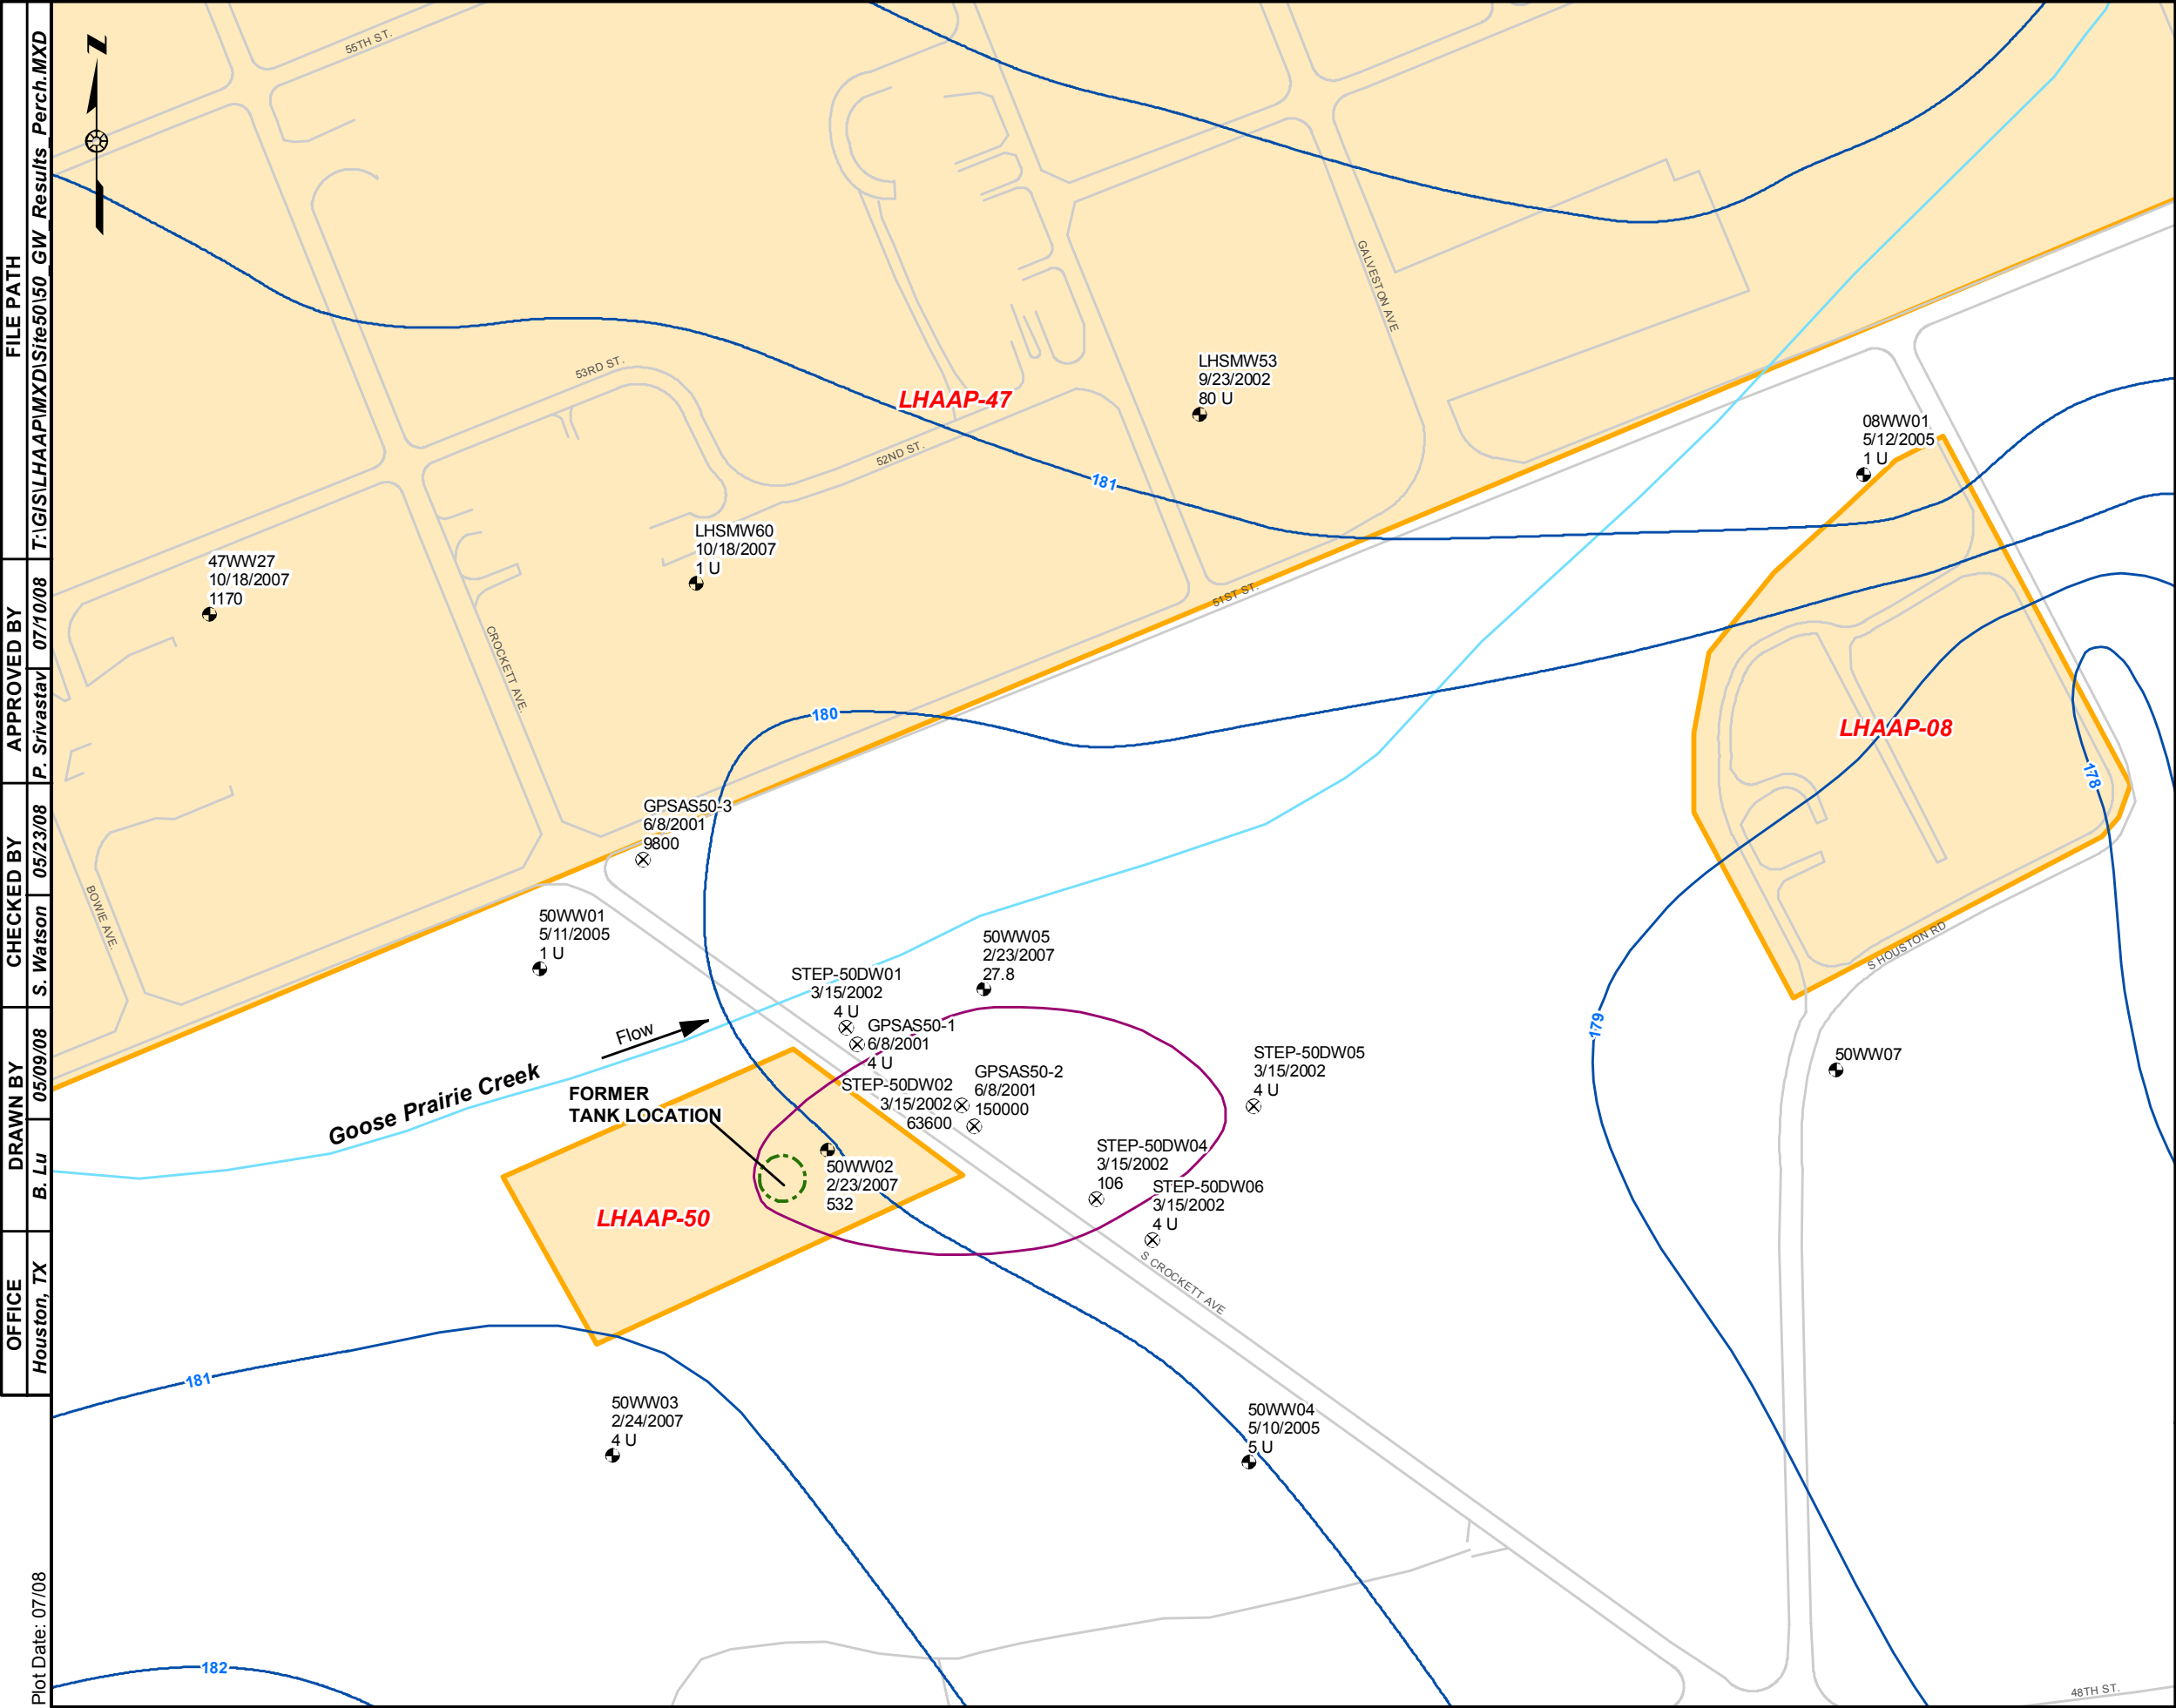 FILE PATH
T:\GIS\LHAAP\MXD\Site50\50_GW_Results_Perch.MXD
APPROVED BY
P. Srivastav
07/10/08
CHECKED BY
S. Watson
05/23/08
DRAWN BY
B. Lu
05/09/08
OFFICE
Houston, TX
Plot Date: 07/08
N
55TH ST.
GALVESTON AVE
53RD ST.
LHAAP-47
LHSMW53
9/23/2002
80 U
52ND ST.
181
08WW01
5/12/2005
1 U
LHSMW60
10/18/2007
1 U
47WW27
10/18/2007
1170
51ST ST.
CROCKETT AVE.
180
LHAAP-08
178
GPSAS50-3
6/8/2001
9800
BOWIE AVE.
50WW01
5/11/2005
1 U
50WW05
2/23/2007
27.8
S HOUSTON RD
STEP-50DW01
3/15/2002
4 U
Flow
GPSAS50-1
6/8/2001
4 U
179
50WW07
STEP-50DW05
3/15/2002
4 U
Goose Prairie Creek
FORMER
TANK LOCATION
STEP-50DW02
3/15/2002
63600
GPSAS50-2
6/8/2001
150000
STEP-50DW04
3/15/2002
106
50WW02
2/23/2007
532
STEP-50DW06
3/15/2002
4 U
LHAAP-50
S CROCKETT AVE
181
50WW03
2/24/2007
4 U
50WW04
5/10/2005
5 U
182
48TH ST.